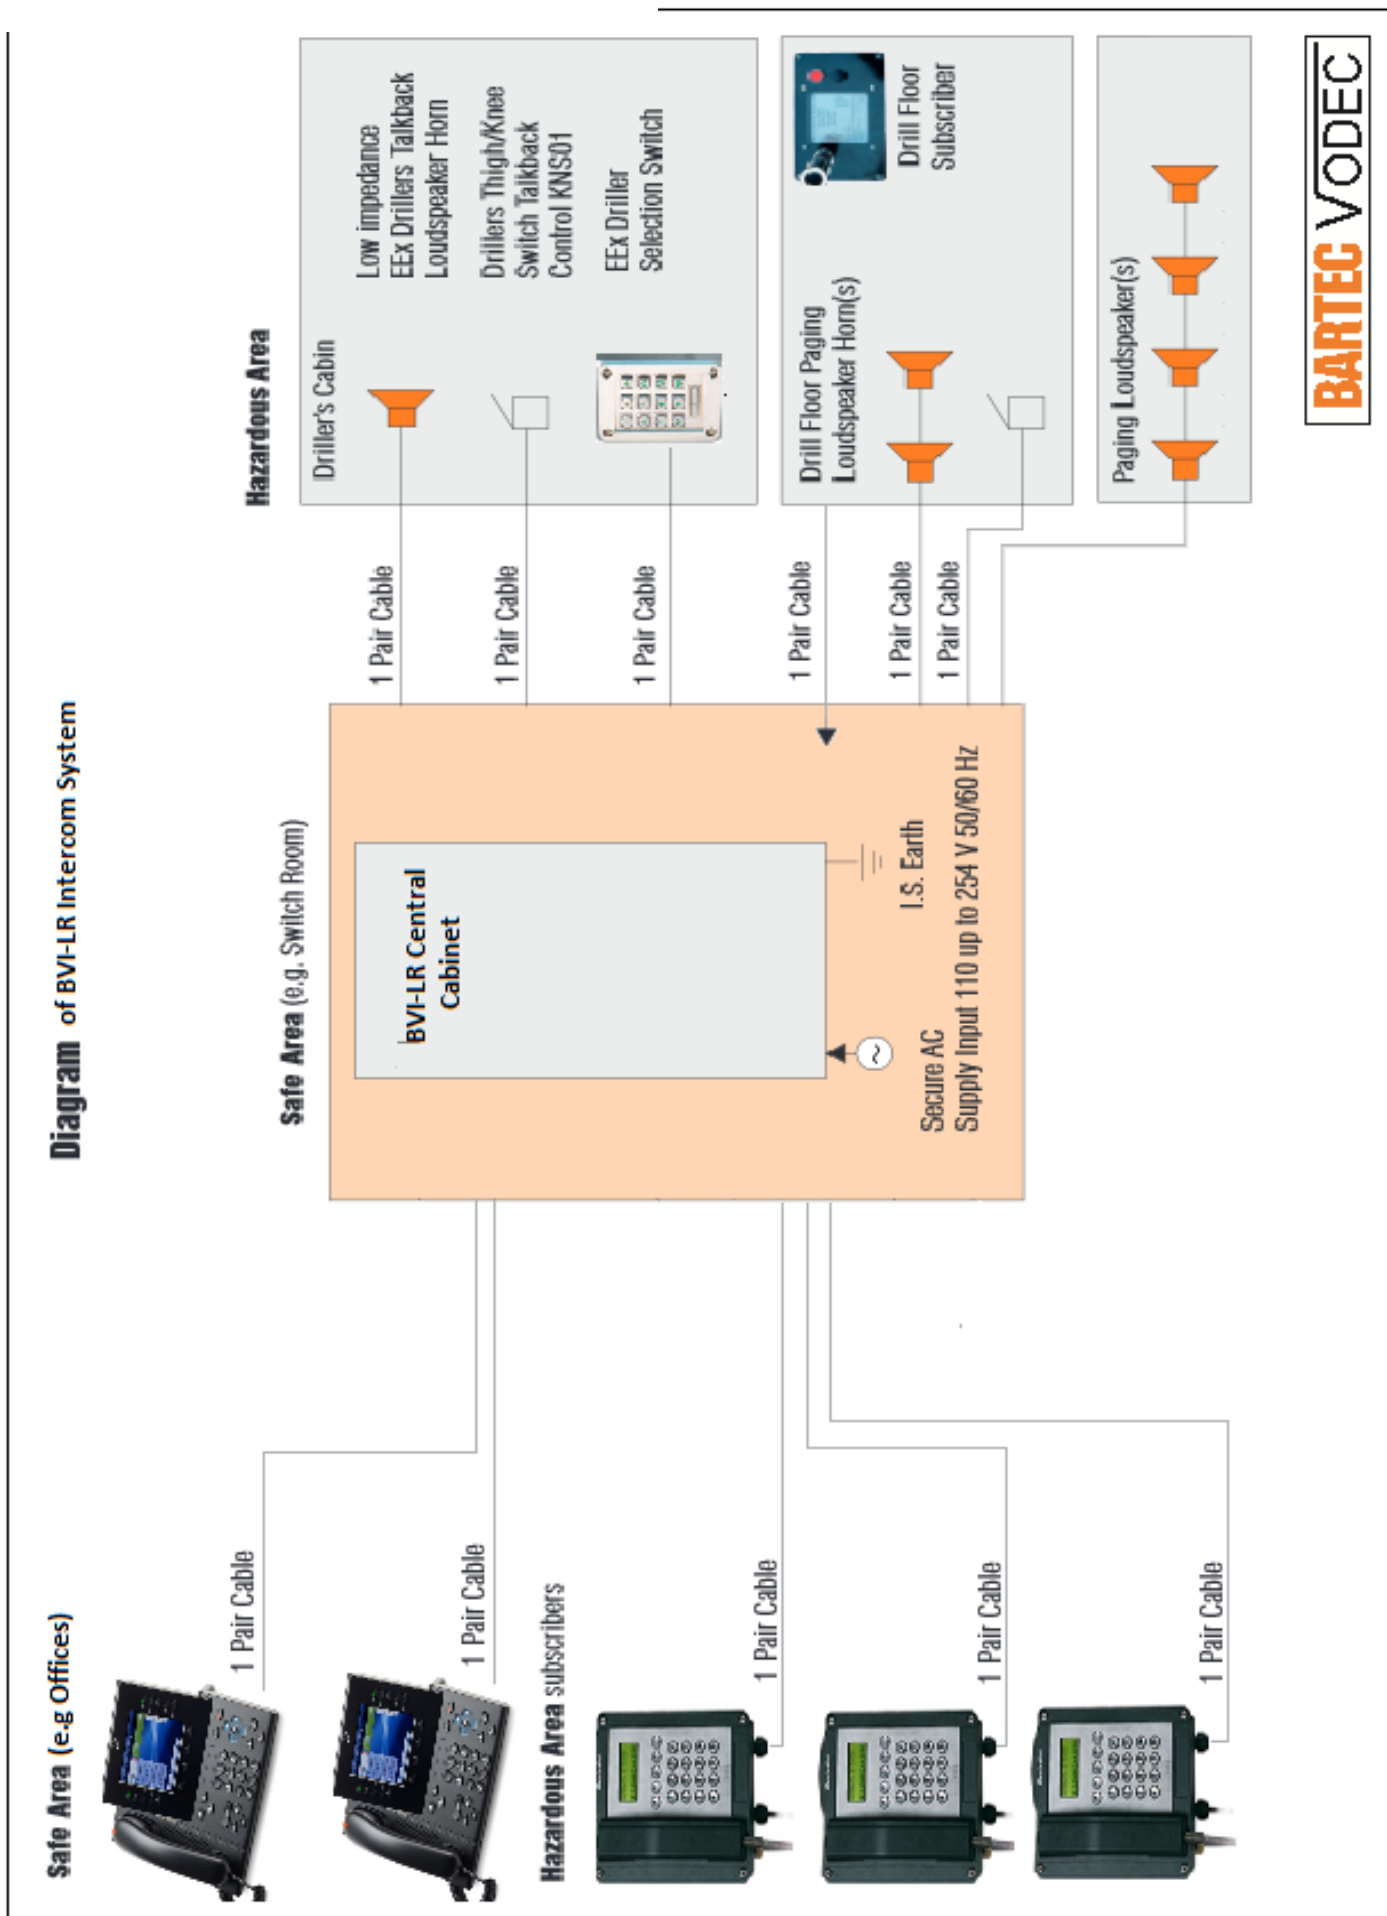 Diagram of BVI-LR Intercom System
Safe Area (e.g Offices)
1 Pair Cable
1 Pair Cable
Hazardous Area subscribers
1 Pair Cable
1 Pair Cable
1 Pair Cable
Safe Area (e.g. Switch Room)
BVI-LR Central
Cabinet
I.S. Earth
Secure AC
Supply Input 110 up to 254 V 50/60 Hz
1 Pair Cable
1 Pair Cable
1 Pair Cable
1 Pair Cable
1 Pair Cable
1 Pair Cable
Hazardous Area
Driller's Cabin
Low impedance
EEx Drillers Talkback
Loudspeaker Horn
Drillers Thigh/Knee
Switch Talkback
Control KNS01
EEx Driller
Selection Switch
Drill Floor Paging
Loudspeaker Horn(s)
Drill Floor
Subscriber
Paging Loudspeaker(s)
BARTEC VODEC